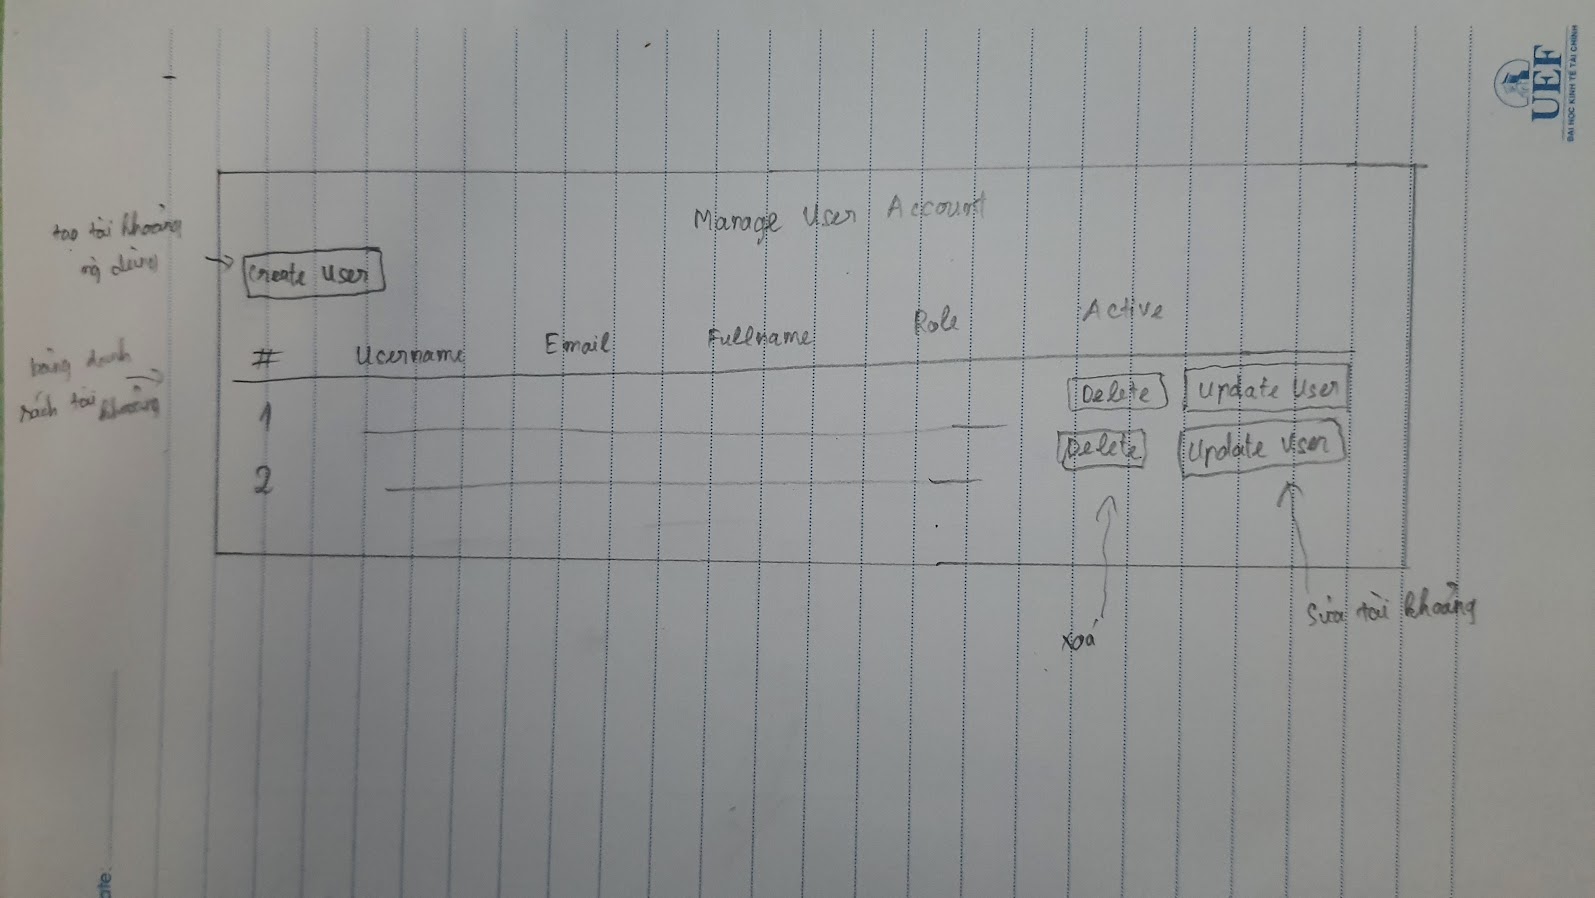 Manage User Account
tạo tài khoảng
ng dùng
Create User
# Username Email Fullname Role Active
bảng danh
sách tài khoảng
1 Delete Update User
2 Delete Update User
xoá
Sửa tài khoảng
UEF
ĐẠI HỌC KINH TẾ TÀI CHÍNH
ate: